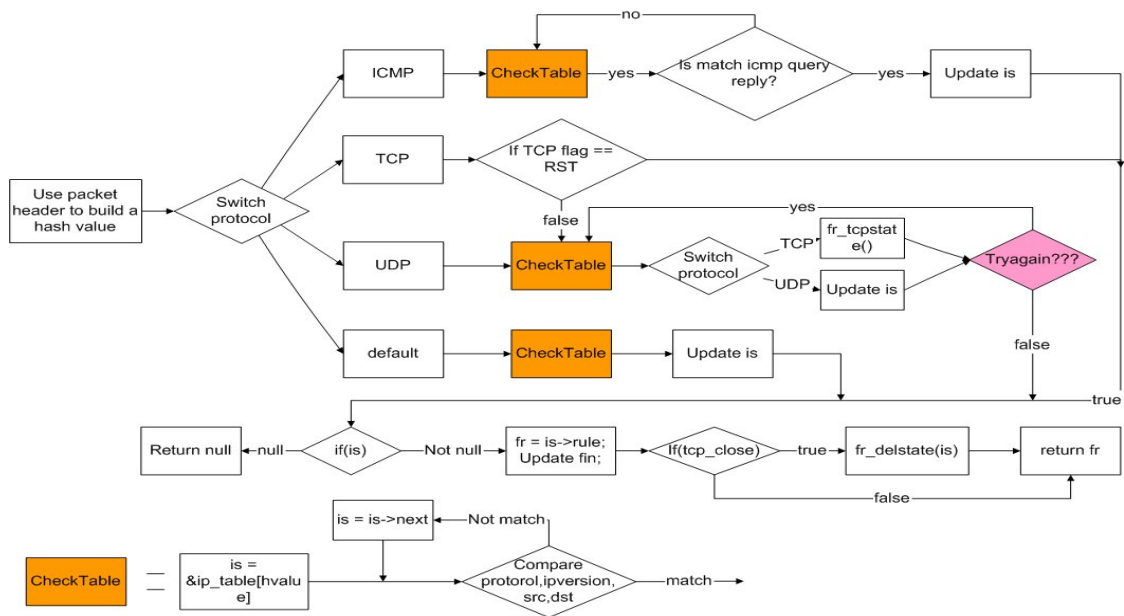 no
ICMP
CheckTable
yes
Is match icmp query
reply?
yes
Update is
TCP
If TCP flag ==
RST
Use packet
header to build a
hash value
Switch
protocol
false
yes
UDP
CheckTable
Switch
protocol
TCP
fr_tcpstat
e()
UDP
Update is
Tryagain???
default
CheckTable
Update is
false
true
Return null
null
if(is)
Not null
fr = is->rule;
Update fin;
If(tcp_close)
true
fr_delstate(is)
return fr
false
is = is->next
Not match
CheckTable
=
is =
&ip_table[hvalu
e]
Compare
protorol,ipversion,
src,dst
match